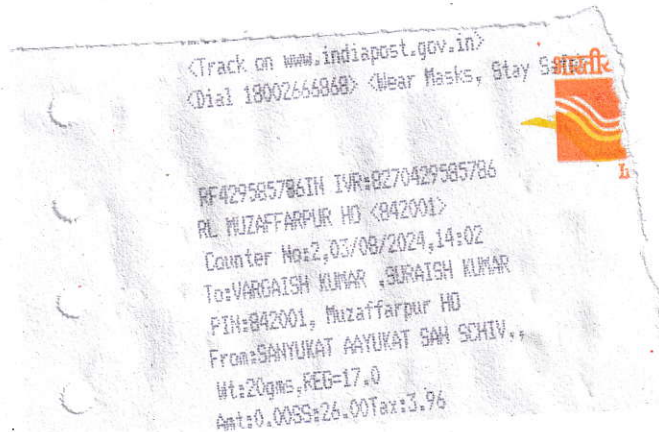 <Track on www.indiapost.gov.in>
<Dial 18002666868> <Wear Masks, Stay Safe>
RF429585786IN IVR:8270429585786
RL MUZAFFARPUR HO <842001>
Counter No:2,03/08/2024,14:02
To:VARGAISH KUMAR ,SURAISH KUMAR
PIN:842001, Muzaffarpur HO
From:SANYUKAT AAYUKAT SAH SCHIV.,
Wt:20gms,REG=17.0
Amt:0.00SS:26.00Tax:3.96